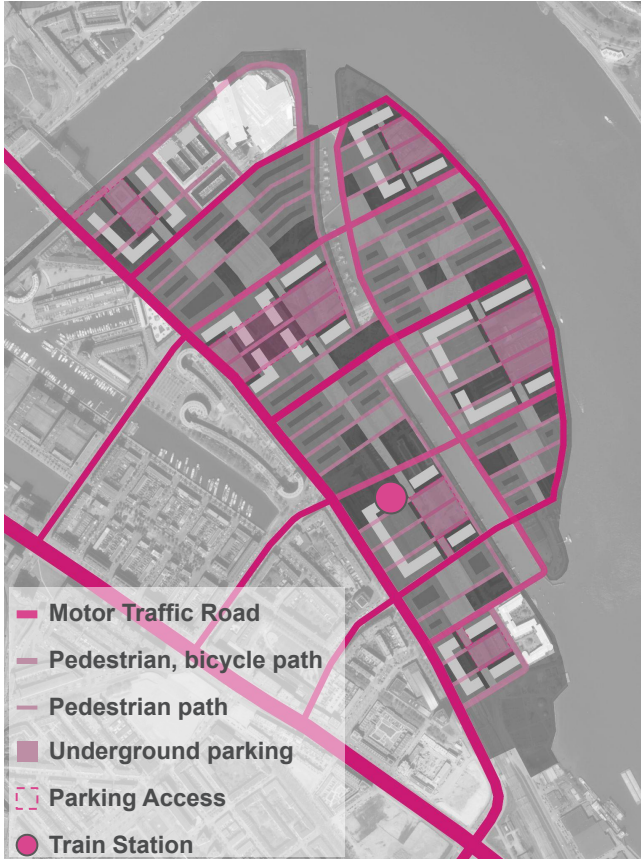 Motor Traffic Road
Pedestrian, bicycle path
Pedestrian path
Underground parking
Parking Access
Train Station